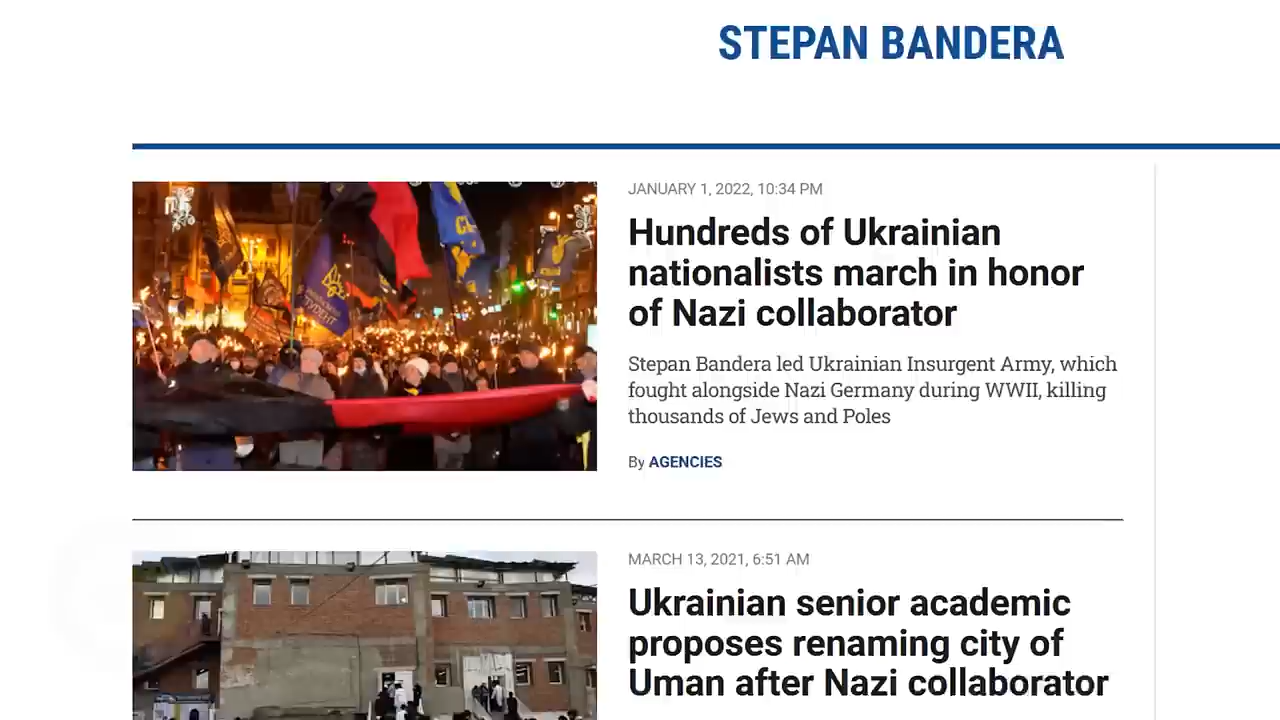 STEPAN BANDERA
JANUARY 1, 2022, 10:34 PM
Hundreds of Ukrainian
nationalists march in honor
of Nazi collaborator
Stepan Bandera led Ukrainian Insurgent Army, which
fought alongside Nazi Germany during WWII, killing
thousands of Jews and Poles
By AGENCIES
MARCH 13, 2021, 6:51 AM
Ukrainian senior academic
proposes renaming city of
Uman after Nazi collaborator